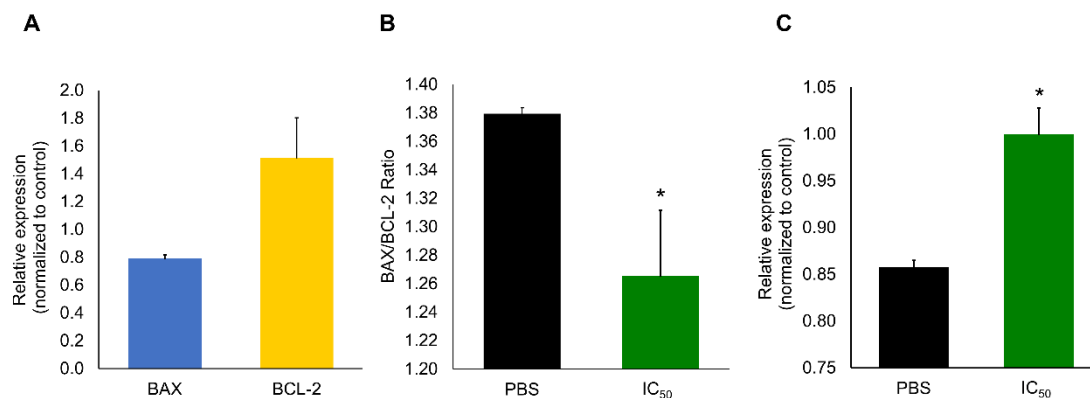 A
Relative expression
(normalized to control)
2.0
1.8
1.6
1.4
1.2
1.0
0.8
0.6
0.4
0.2
0.0
BAX
BCL-2
B
BAX/BCL-2 Ratio
1.40
1.38
1.36
1.34
1.32
1.30
1.28
1.26
1.24
1.22
1.20
*
PBS
IC₅₀
C
Relative expression
(normalized to control)
1.05
1.00
0.95
0.90
0.85
0.80
0.75
*
PBS
IC₅₀